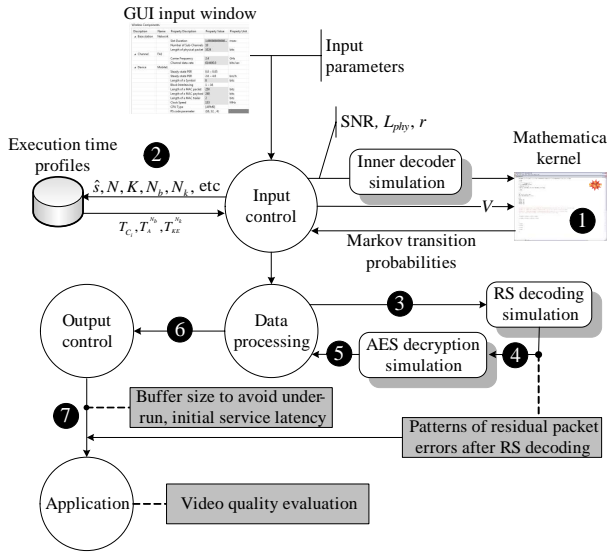 GUI input window
Input
parameters
SNR, L_phy, r
Execution time
profiles
2
ŝ, N, K, N_b, N_k, etc
T_{C_i}, T_A^{N_b}, T_{KE}^{N_k}
Input
control
Inner decoder
simulation
Mathematica
kernel
V
1
Markov transition
probabilities
Output
control
6
Data
processing
3
RS decoding
simulation
5
AES decryption
simulation
4
7
Buffer size to avoid under-
run, initial service latency
Patterns of residual packet
errors after RS decoding
Application
Video quality evaluation